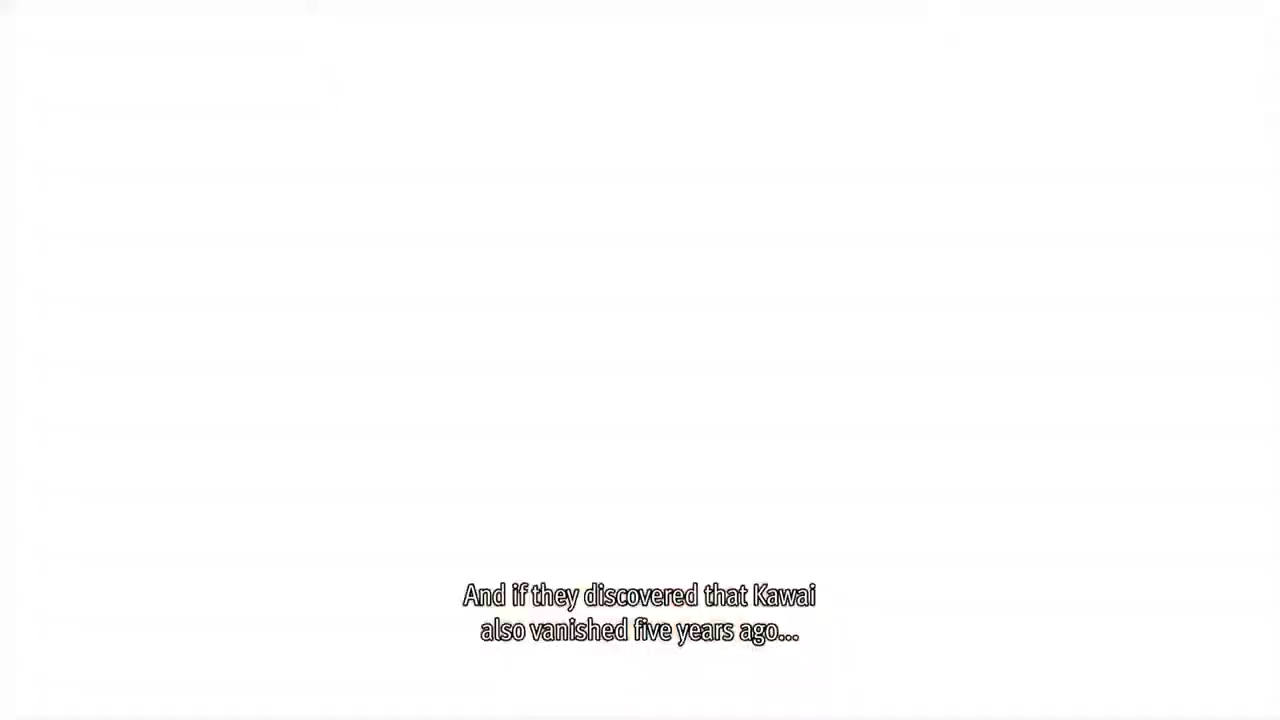 And if they discovered that Kawai
also vanished five years ago...